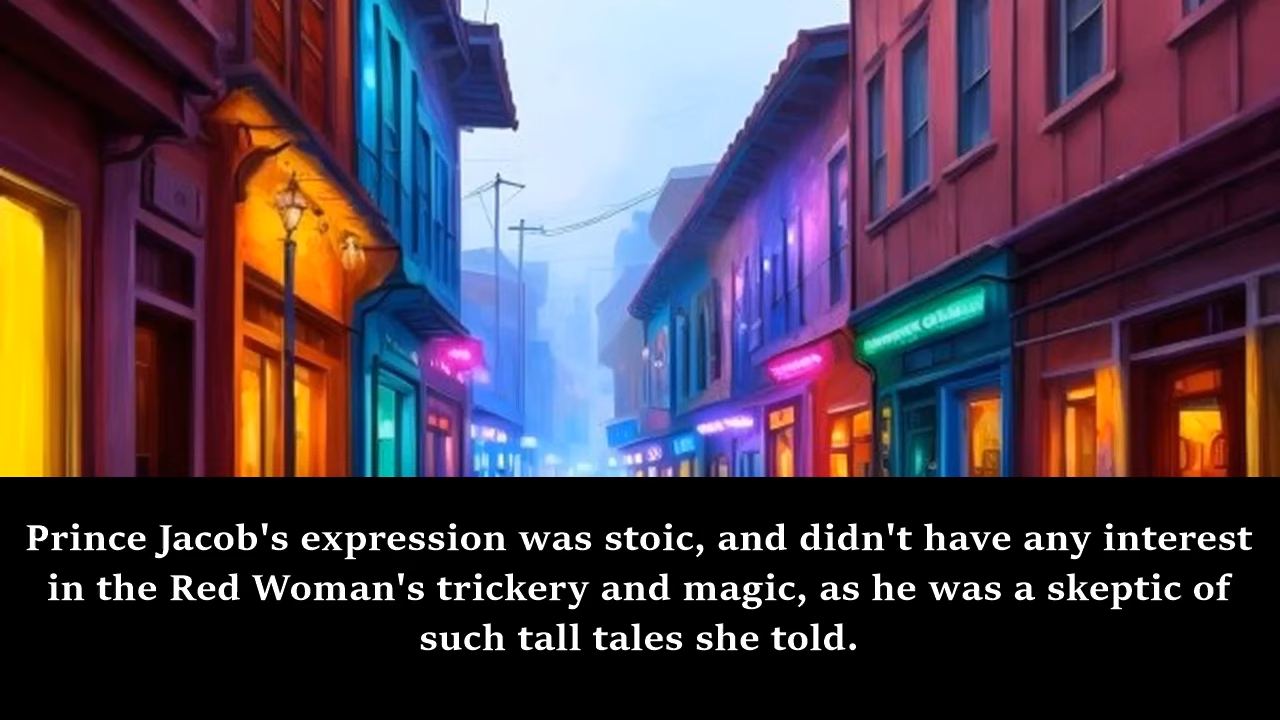 Prince Jacob's expression was stoic, and didn't have any interest
in the Red Woman's trickery and magic, as he was a skeptic of
such tall tales she told.